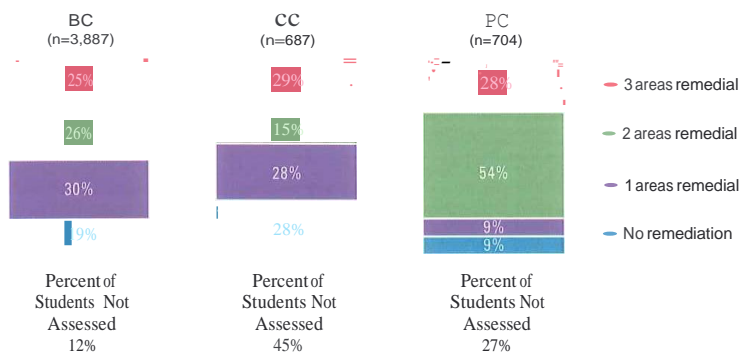 BC
(n=3,887)
25%
26%
30%
19%
Percent of
Students Not
Assessed
12%
CC
(n=687)
29%
15%
28%
28%
Percent of
Students Not
Assessed
45%
PC
(n=704)
28%
54%
9%
9%
Percent of
Students Not
Assessed
27%
3 areas remedial
2 areas remedial
1 areas remedial
No remediation